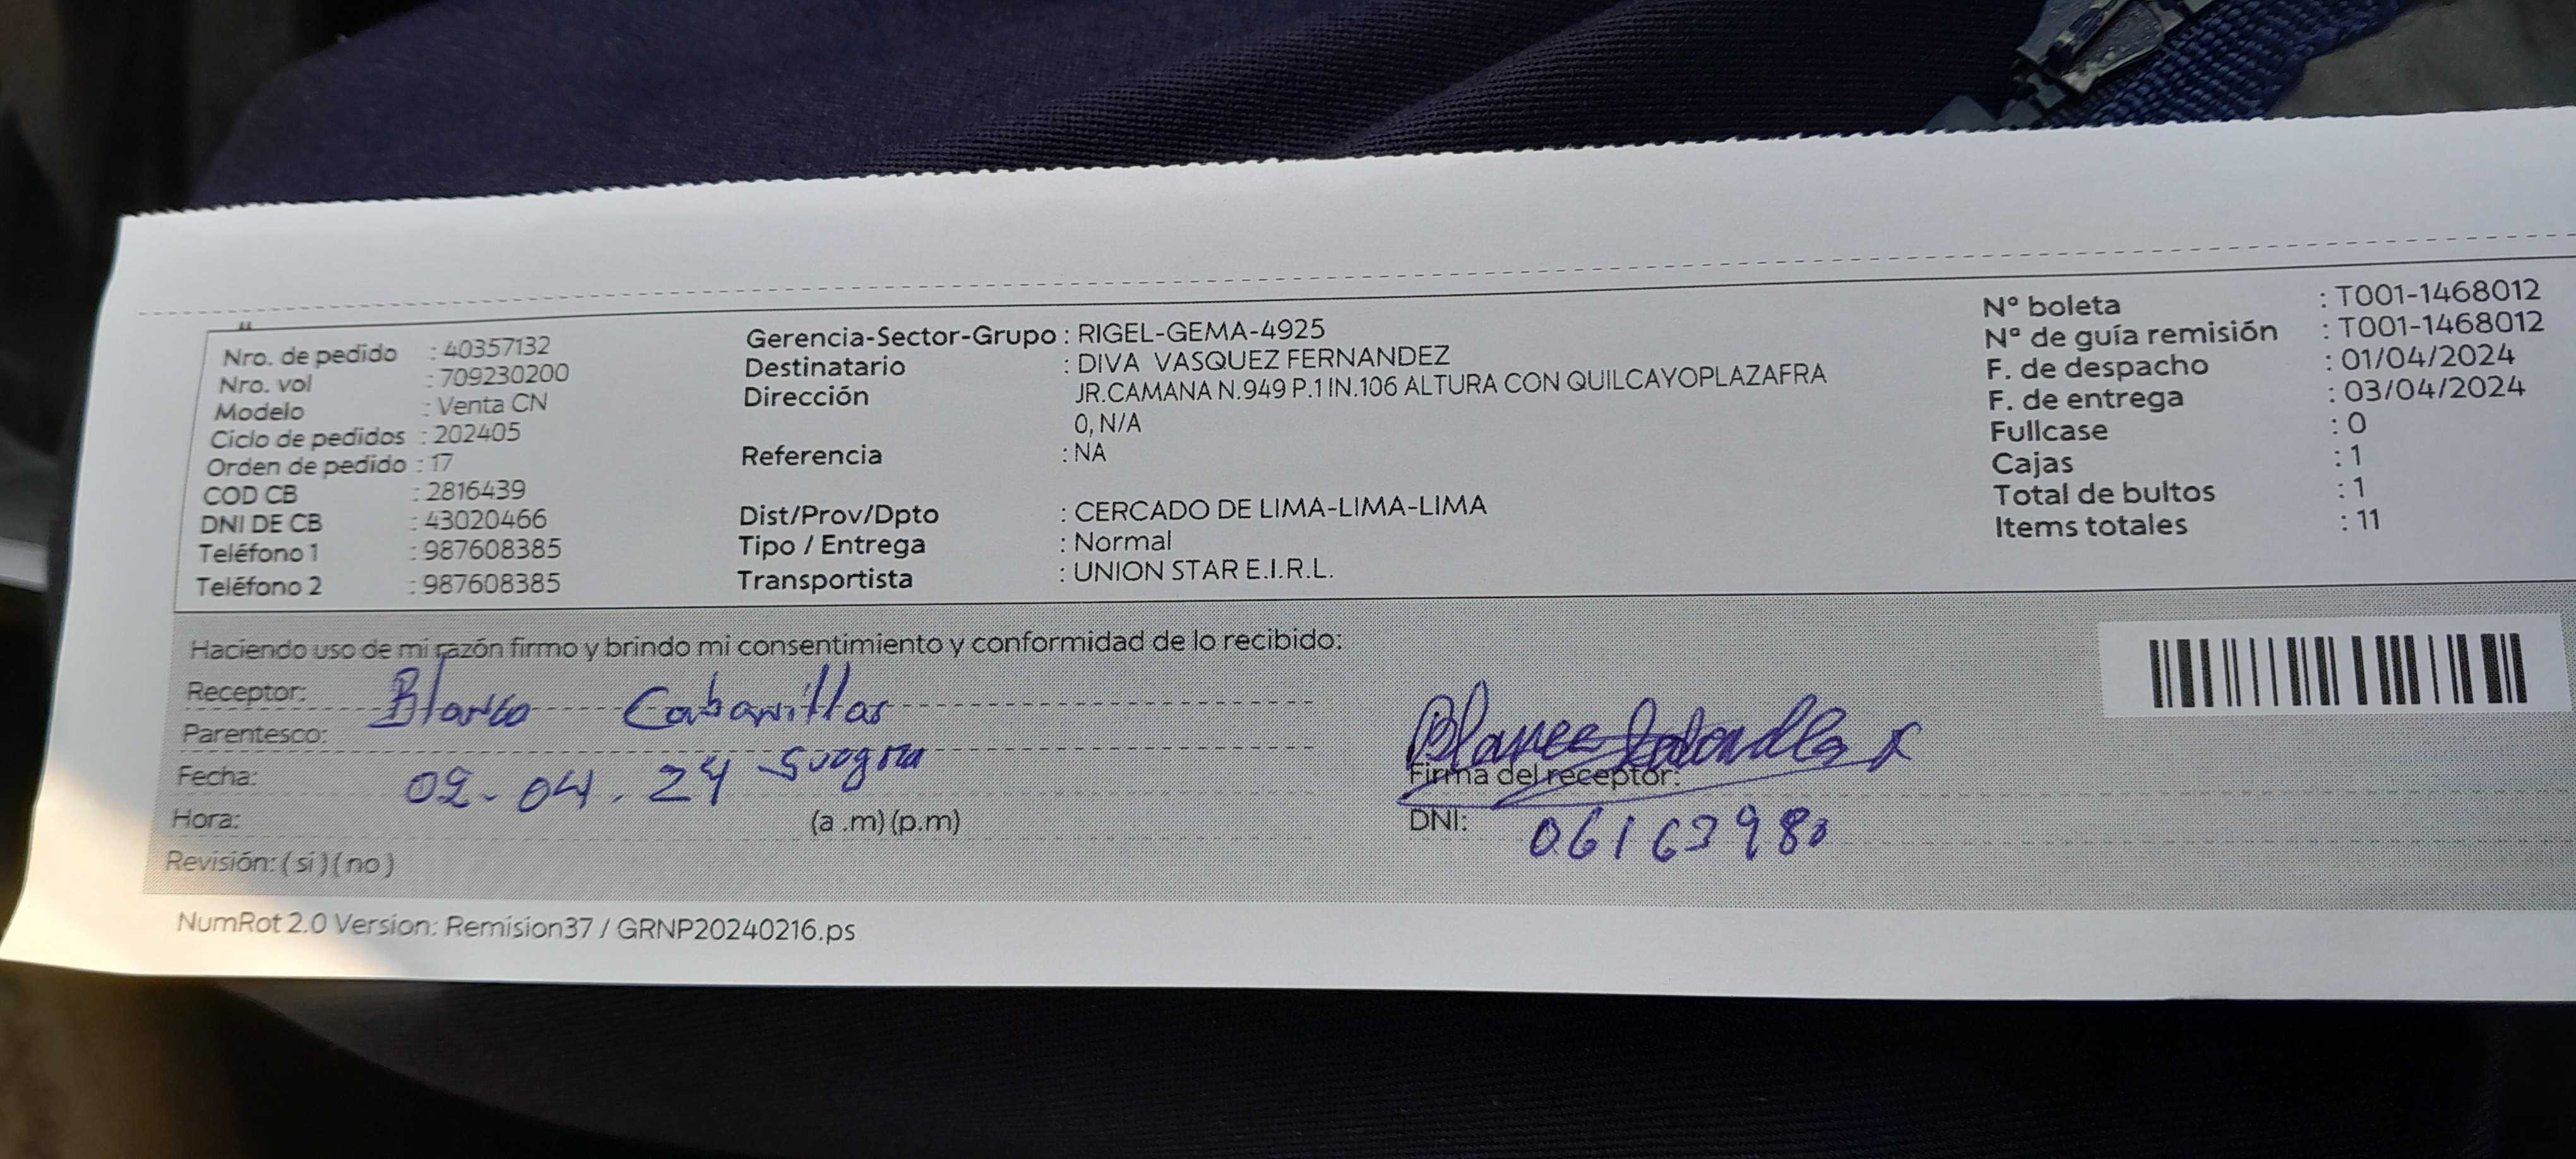 Nro. de pedido : 40357132
Nro. vol : 709230200
Modelo : Venta CN
Ciclo de pedidos : 202405
Orden de pedido : 17
COD CB : 2816439
DNI DE CB : 43020466
Teléfono 1 : 987608385
Teléfono 2 : 987608385
Gerencia-Sector-Grupo : RIGEL-GEMA-4925
Destinatario : DIVA VASQUEZ FERNANDEZ
Dirección JR.CAMANA N.949 P.1 IN.106 ALTURA CON QUILCAYOPLAZAFRA
0, N/A
Referencia : NA
Dist/Prov/Dpto : CERCADO DE LIMA-LIMA-LIMA
Tipo / Entrega : Normal
Transportista : UNION STAR E.I.R.L.
N° boleta : T001-1468012
N° de guía remisión : T001-1468012
F. de despacho : 01/04/2024
F. de entrega : 03/04/2024
Fullcase : 0
Cajas : 1
Total de bultos : 1
Items totales : 11
Haciendo uso de mi razón firmo y brindo mi consentimiento y conformidad de lo recibido:
Receptor: Blanca Cabanillas
Parentesco: suegra
Fecha: 02-04.24
Hora: (a .m) (p.m)
Revisión: ( si ) ( no )
Firma del receptor:
DNI:
NumRot 2.0 Version: Remision37 / GRNP20240216.ps